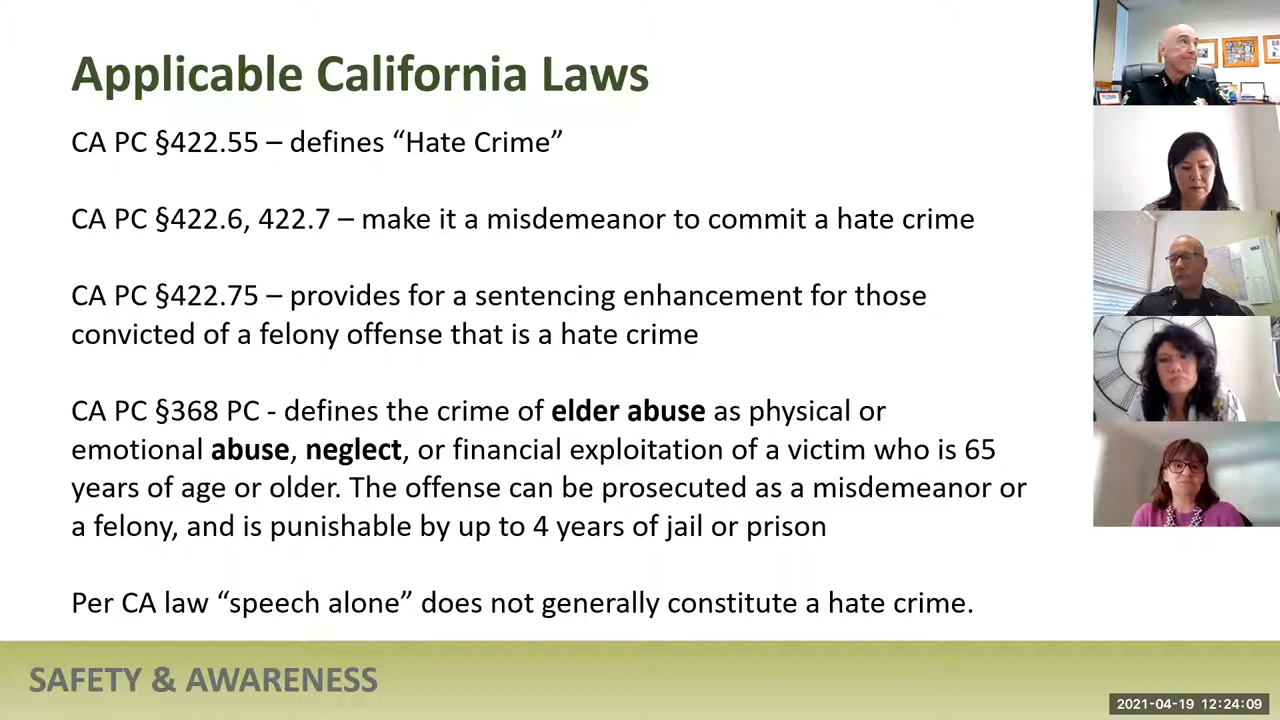 Applicable California Laws
CA PC §422.55 – defines “Hate Crime”
CA PC §422.6, 422.7 – make it a misdemeanor to commit a hate crime
CA PC §422.75 – provides for a sentencing enhancement for those
convicted of a felony offense that is a hate crime
CA PC §368 PC - defines the crime of elder abuse as physical or
emotional abuse, neglect, or financial exploitation of a victim who is 65
years of age or older. The offense can be prosecuted as a misdemeanor or
a felony, and is punishable by up to 4 years of jail or prison
Per CA law “speech alone” does not generally constitute a hate crime.
SAFETY & AWARENESS
2021-04-19 12:24:09